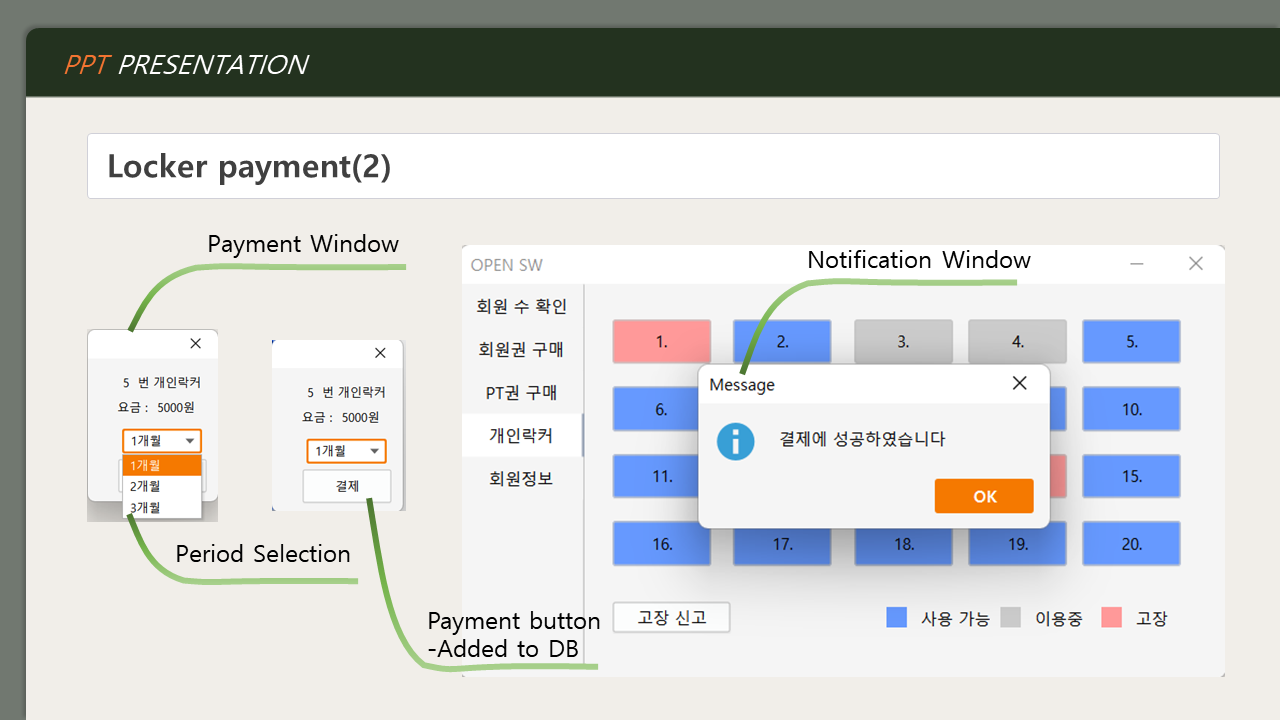 PPT PRESENTATION
Locker payment(2)
Payment Window
5 번 개인락커
요금 : 5000원
1개월
1개월
2개월
3개월
Period Selection
5 번 개인락커
요금 : 5000원
1개월
결제
Payment button
-Added to DB
OPEN SW
Notification Window
회원 수 확인
회원권 구매
PT권 구매
개인락커
회원정보
1. 2. 3. 4. 5.
6. 10.
11. 15.
16. 17. 18. 19. 20.
Message
결제에 성공하였습니다
OK
고장 신고
사용 가능 이용중 고장